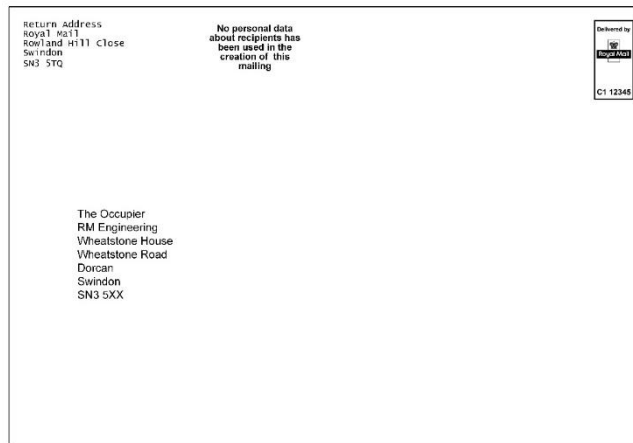 Return Address
Royal Mail
Rowland Hill Close
Swindon
SN3 5TQ
No personal data
about recipients has
been used in the
creation of this
mailing
Delivered by
Royal Mail
C1 12345
The Occupier
RM Engineering
Wheatstone House
Wheatstone Road
Dorcan
Swindon
SN3 5XX